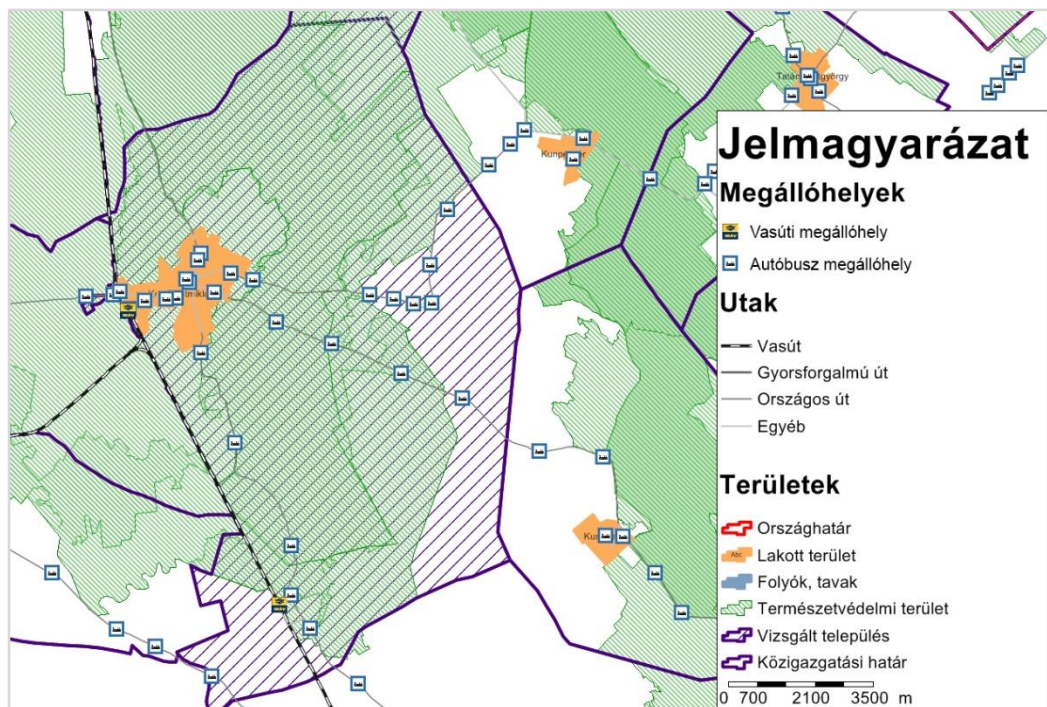 Jelmagyarázat
Megállóhelyek
Vasúti megállóhely
Autóbusz megállóhely
Utak
Vasút
Gyorsforgalmú út
Országos út
Egyéb
Területek
Országhatár
Abc Lakott terület
Folyók, tavak
Természetvédelmi terület
Vizsgált település
Közigazgatási határ
0 700 2100 3500 m